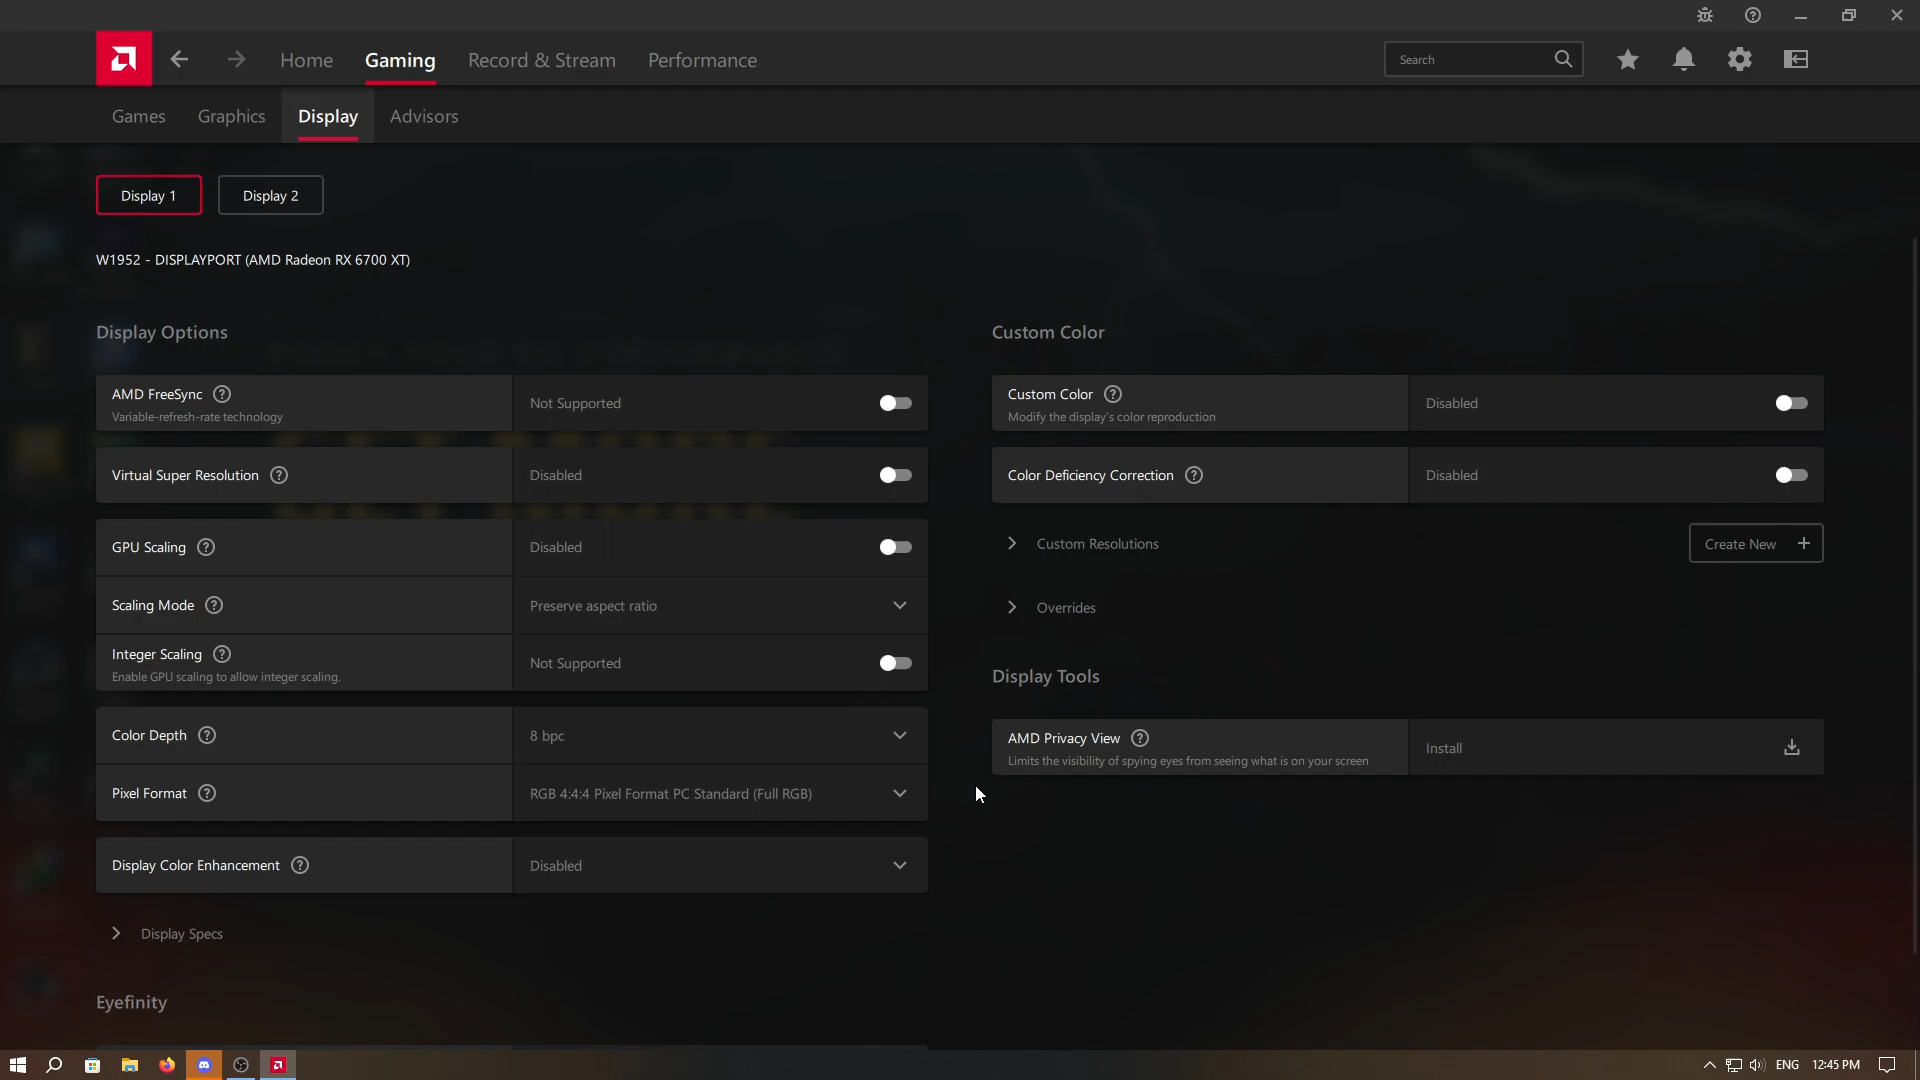 Home
Gaming
Record & Stream
Performance
Search
Games
Graphics
Display
Advisors
Display 1
Display 2
W1952 - DISPLAYPORT (AMD Radeon RX 6700 XT)
Display Options
AMD FreeSync
Variable-refresh-rate technology
Not Supported
Virtual Super Resolution
Disabled
GPU Scaling
Disabled
Scaling Mode
Preserve aspect ratio
Integer Scaling
Enable GPU scaling to allow integer scaling.
Not Supported
Color Depth
8 bpc
Pixel Format
RGB 4:4:4 Pixel Format PC Standard (Full RGB)
Display Color Enhancement
Disabled
Display Specs
Eyefinity
Custom Color
Custom Color
Modify the display's color reproduction
Disabled
Color Deficiency Correction
Disabled
Custom Resolutions
Create New
Overrides
Display Tools
AMD Privacy View
Limits the visibility of spying eyes from seeing what is on your screen
Install
ENG
12:45 PM